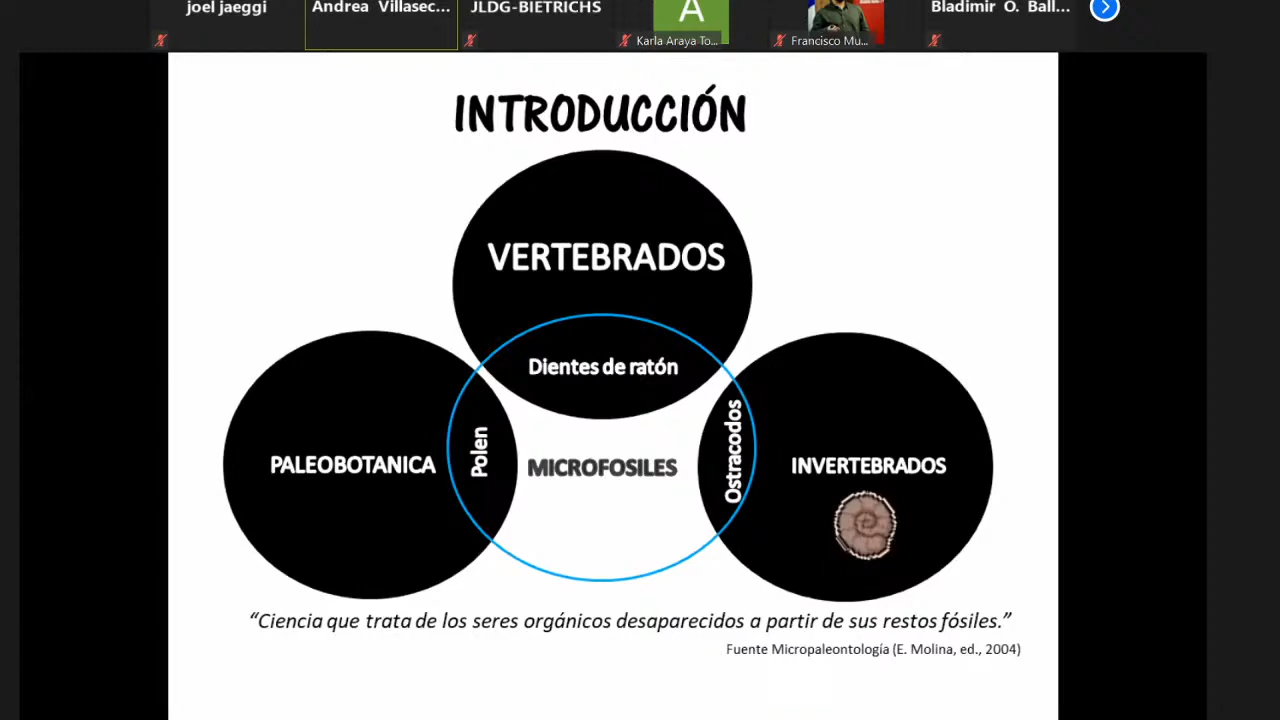 joel jaeggi
Andrea Villasec...
JLDG-BIETRICHS
A
Karla Araya To...
Francisco Mu...
Bladimir O. Ball...
INTRODUCCIÓN
VERTEBRADOS
Dientes de ratón
PALEOBOTANICA
Polen
MICROFOSILES
Ostracodos
INVERTEBRADOS
“Ciencia que trata de los seres orgánicos desaparecidos a partir de sus restos fósiles.”
Fuente Micropaleontología (E. Molina, ed., 2004)